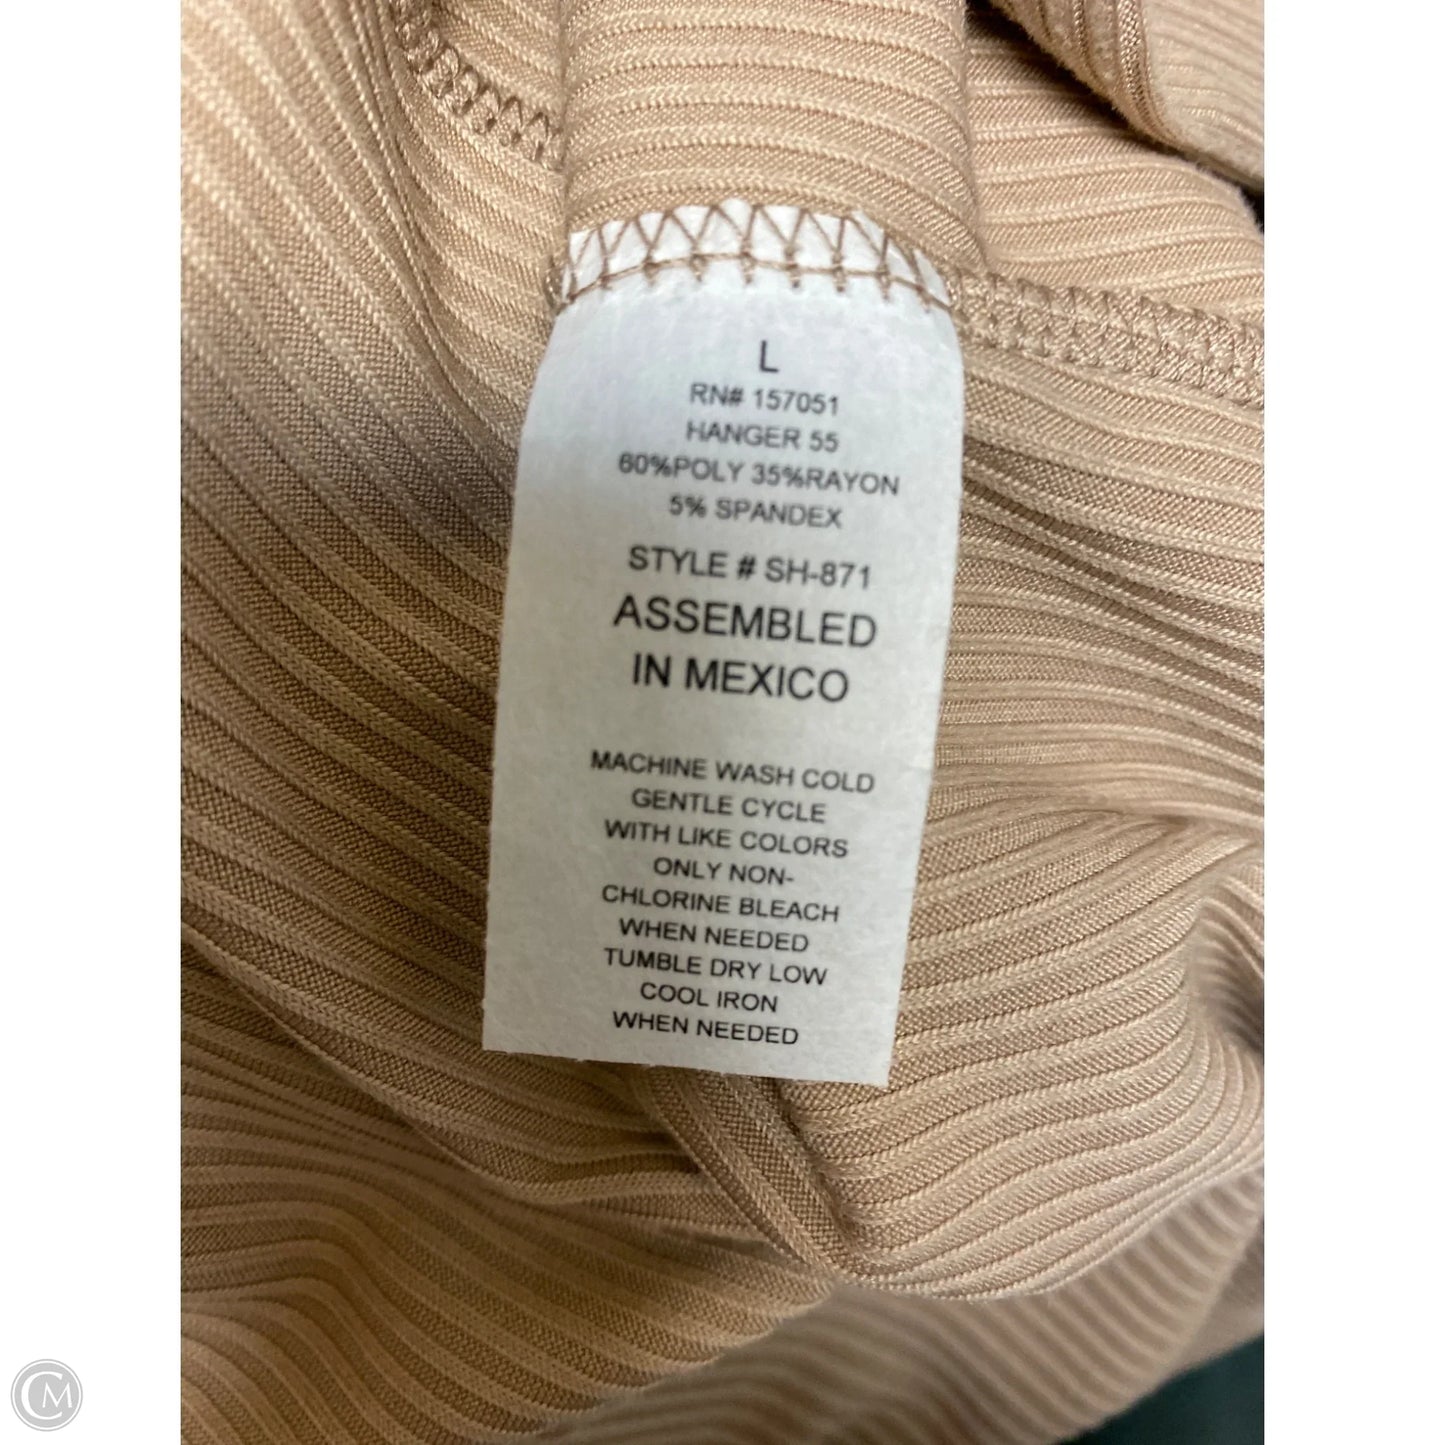 L
RN# 157051
HANGER 55
60%POLY 35%RAYON
5% SPANDEX
STYLE # SH-871
ASSEMBLED
IN MEXICO
MACHINE WASH COLD
GENTLE CYCLE
WITH LIKE COLORS
ONLY NON-
CHLORINE BLEACH
WHEN NEEDED
TUMBLE DRY LOW
COOL IRON
WHEN NEEDED
CM